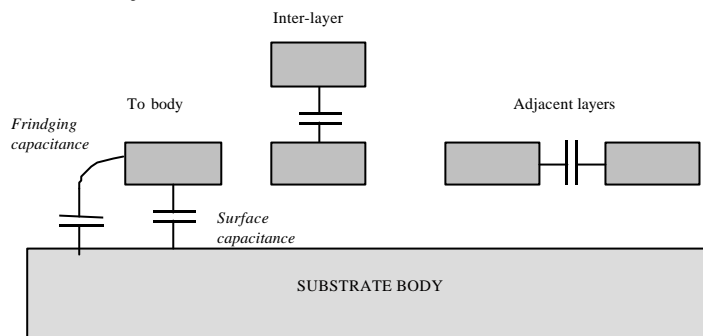 Inter-layer
To body
Adjacent layers
Frindging
capacitance
Surface
capacitance
SUBSTRATE BODY